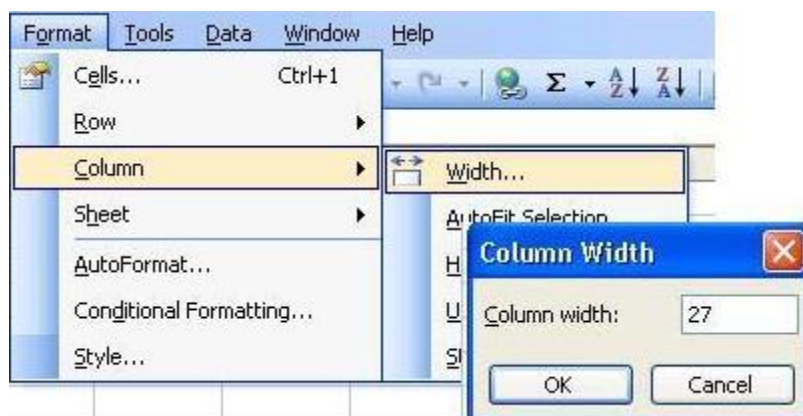 Format Tools Data Window Help
Cells... Ctrl+1
Σ A Z Z A
Row
Column
Width...
Sheet
AutoFit Selection
AutoFormat...
H
Column Width
Conditional Formatting...
U
Column width: 27
Style...
OK Cancel